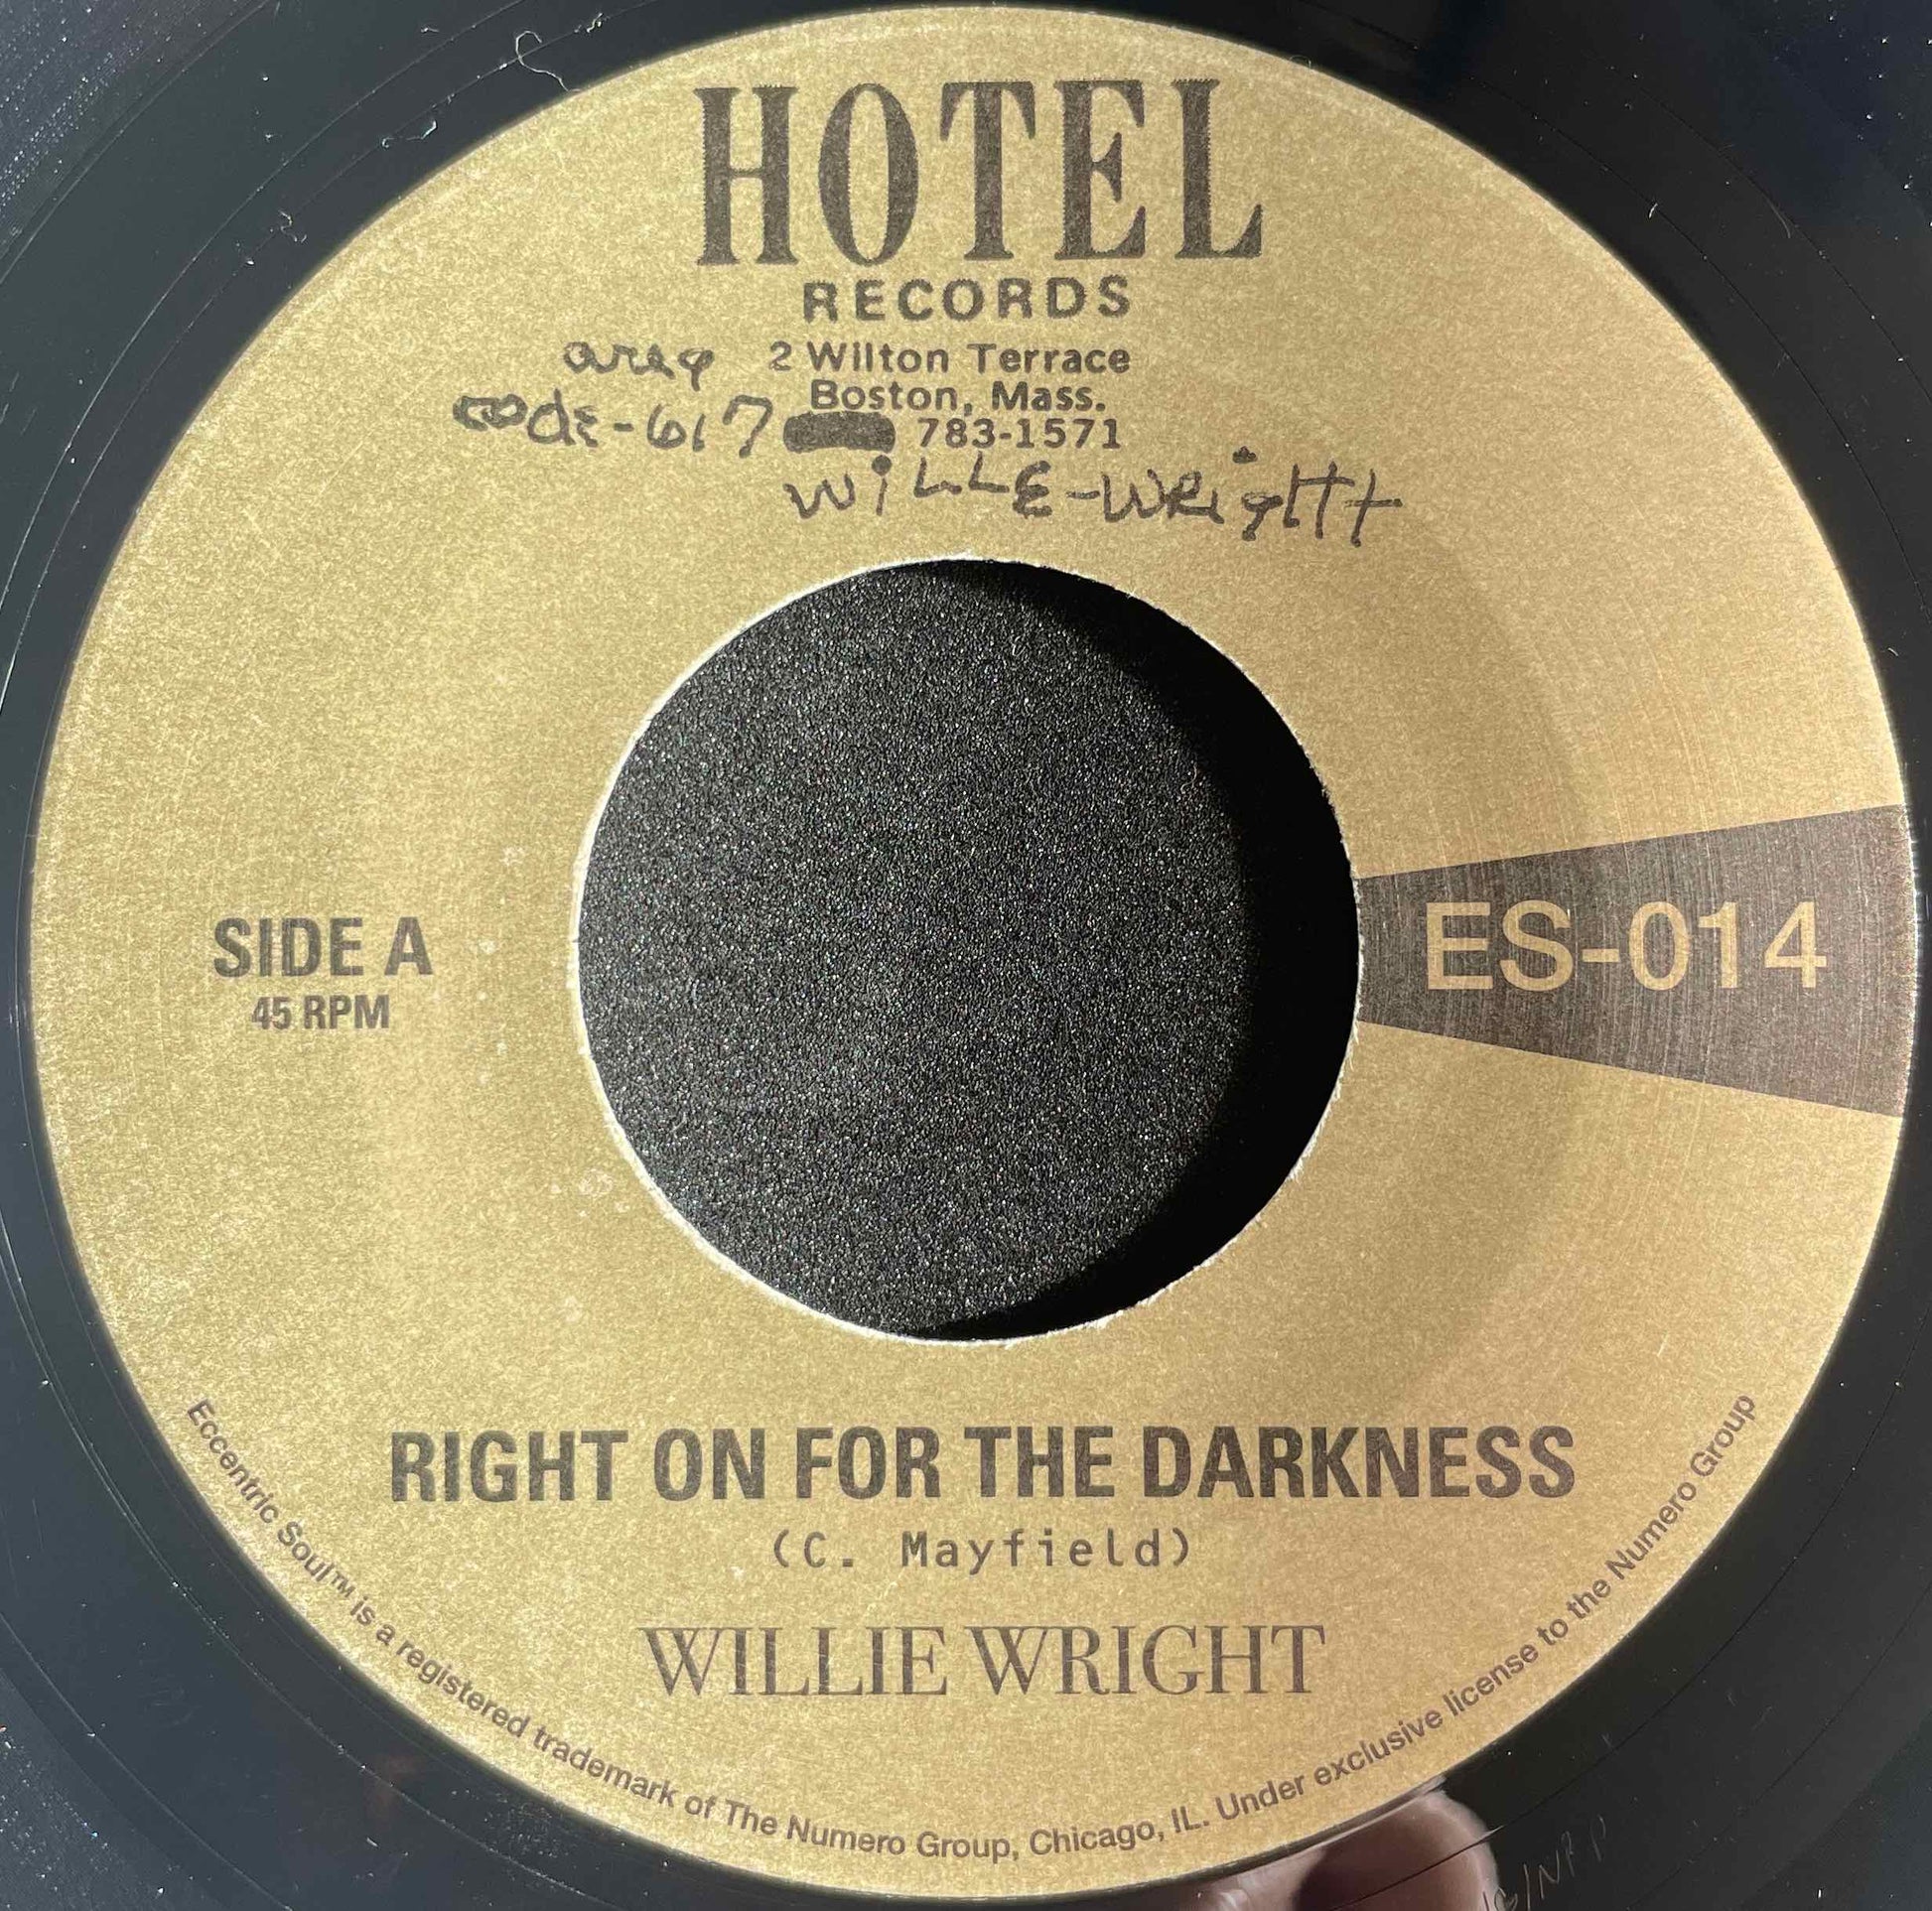 HOTEL
RECORDS
area 2 Wilton Terrace
Boston, Mass.
code-617 783-1571
WiLLE-WRigHt
SIDE A
45 RPM
ES-014
RIGHT ON FOR THE DARKNESS
(C. Mayfield)
WILLIE WRIGHT
Eccentric Soul™ is a registered trademark of The Numero Group, Chicago, IL. Under exclusive license to the Numero Group